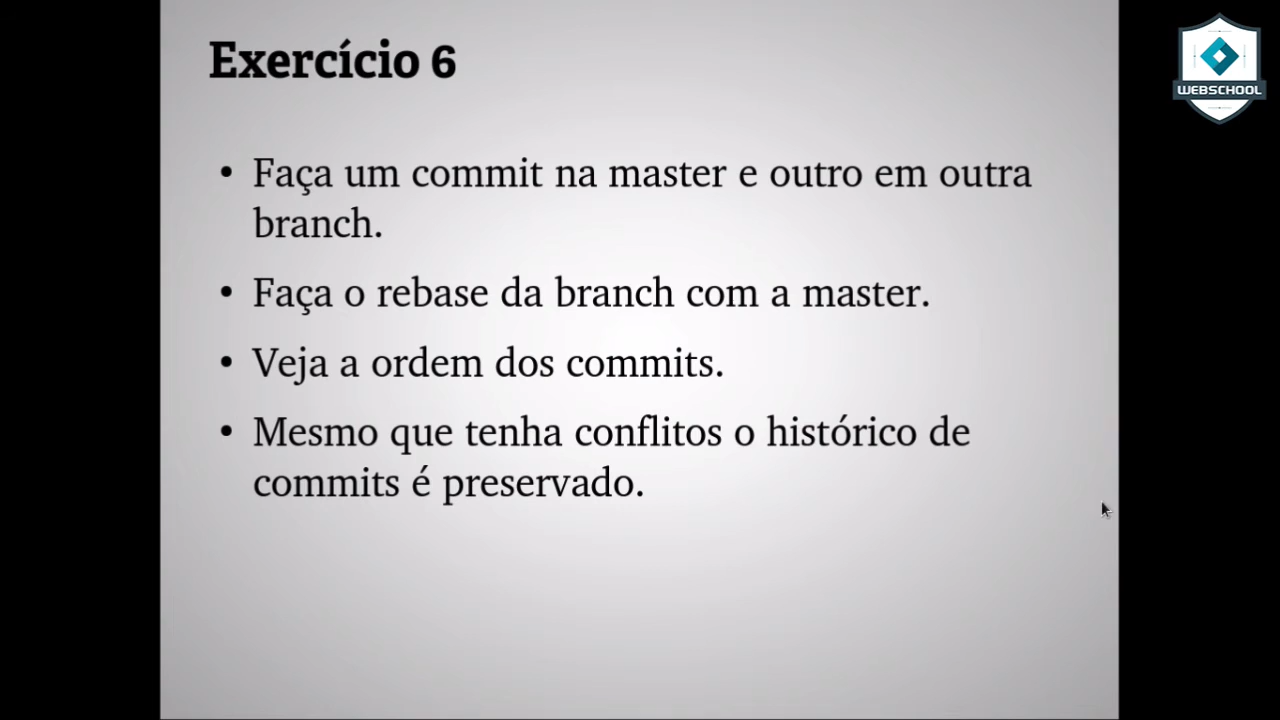 Exercício 6
WEBSCHOOL
• Faça um commit na master e outro em outra
branch.
• Faça o rebase da branch com a master.
• Veja a ordem dos commits.
• Mesmo que tenha conflitos o histórico de
commits é preservado.